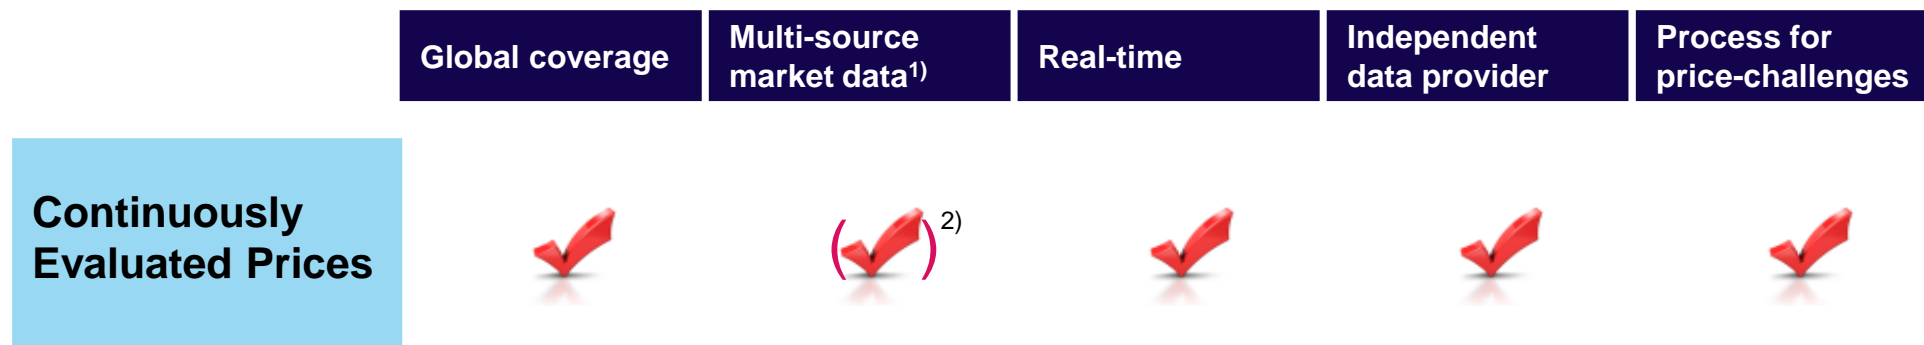 Global coverage
Multi-source
market data1)
Real-time
Independent
data provider
Process for
price-challenges
Continuously
Evaluated Prices
( )2)